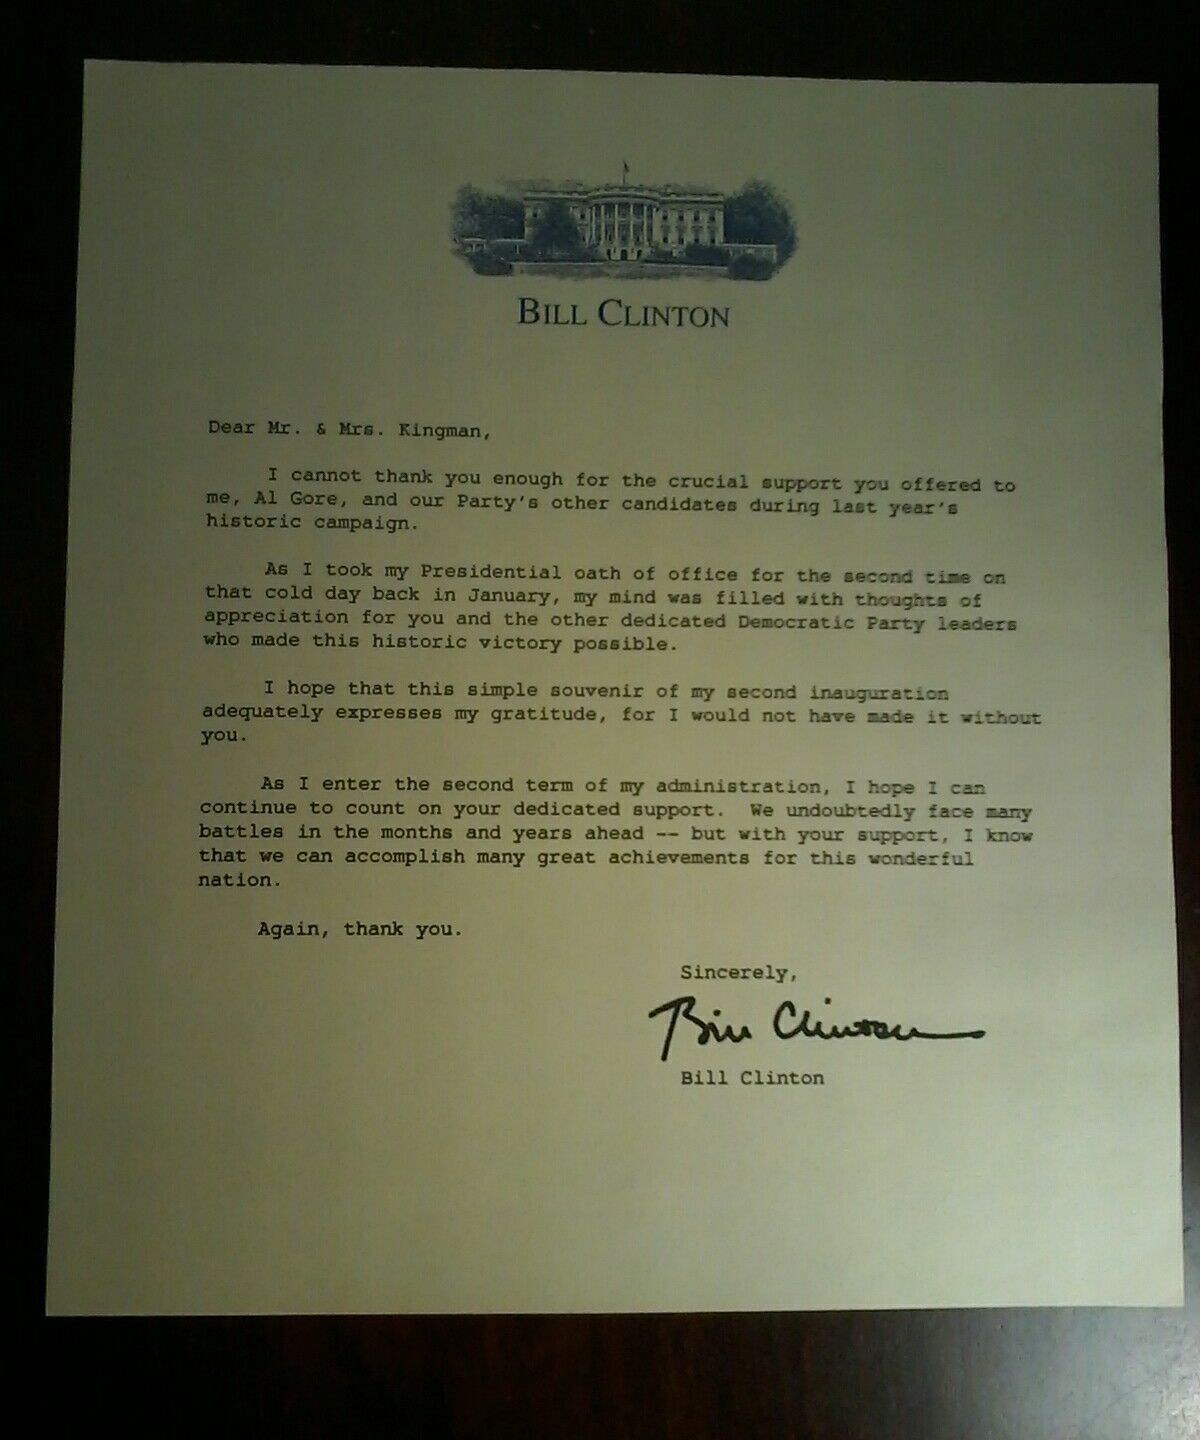 BILL CLINTON
Dear Mr. & Mrs. Kingman,
I cannot thank you enough for the crucial support you offered to
me, Al Gore, and our Party's other candidates during last year's
historic campaign.
As I took my Presidential oath of office for the second time on
that cold day back in January, my mind was filled with thoughts of
appreciation for you and the other dedicated Democratic Party leaders
who made this historic victory possible.
I hope that this simple souvenir of my second inauguration
adequately expresses my gratitude, for I would not have made it without
you.
As I enter the second term of my administration, I hope I can
continue to count on your dedicated support. We undoubtedly face many
battles in the months and years ahead -- but with your support, I know
that we can accomplish many great achievements for this wonderful
nation.
Again, thank you.
Sincerely,
Bill Clinton
Bill Clinton